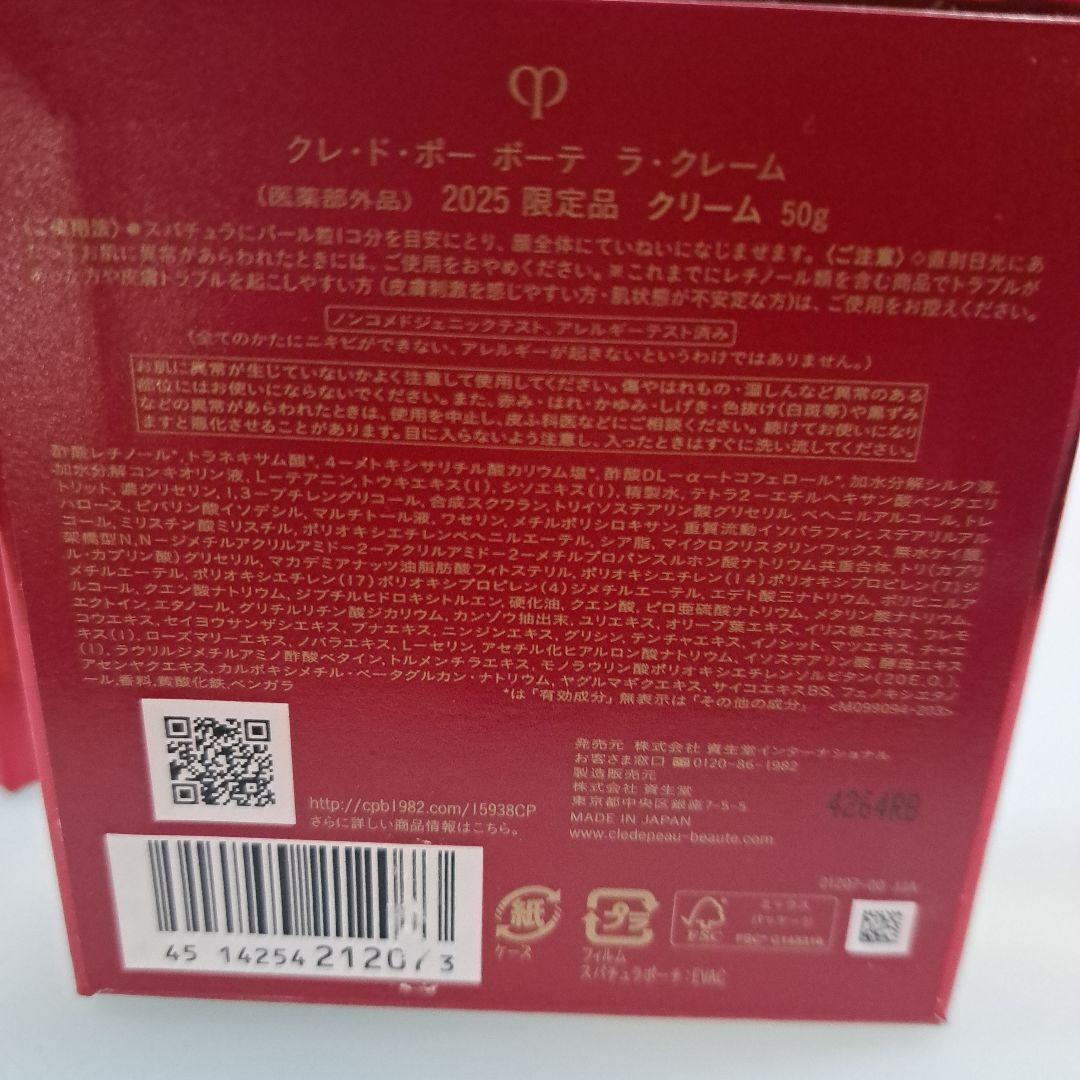 クレ・ド・ポー ボーテ ラ・クレーム
(医薬部外品) 2025 限定品 クリーム 50g
〈ご使用法〉●スパチュラにパール粒1コ分を目安にとり、顔全体にていねいになじませます。〈ご注意〉◇直射日光にあ
お肌に異常があらわれたときには、ご使用をおやめください。※これまでにレチノール類を含む商品でトラブルが
あった方や皮膚トラブルを起こしやすい方(皮膚刺激を感じやすい方・肌状態が不安定な方)は、ご使用をお控えください。
ノンコメドジェニックテスト、アレルギーテスト済み
(全てのかたにニキビができない、アレルギーが起きないというわけではありません。)
お肌に異常が生じていないかよく注意して使用してください。傷やはれもの・湿しんなど異常のある
部位にはお使いにならないでください。また、赤み・はれ・かゆみ・しげき・色抜け(白斑等)や黒ずみ
などの異常があらわれたときは、使用を中止し、皮ふ科医などにご相談ください。続けてお使いになり
ますと悪化させることがあります。目に入らないよう注意し、入ったときはすぐに洗い流してください。
酢酸レチノール*,トラネキサム酸*,4-メトキシサリチル酸カリウム塩*,酢酸DL-α-トコフェロール*,加水分解シルク液,
加水分解コンキオリン液,L-テアニン,トウキエキス(1),シソエキス(1),精製水,テトラ2-エチルヘキサン酸ペンタエリ
トリット,濃グリセリン,1,3-ブチレングリコール,合成スクワラン,トリイソステアリン酸グリセリル,ベヘニルアルコール,トレ
ハロース,ピバリン酸イソデシル,マルチトール液,ワセリン,メチルポリシロキサン,重質流動イソパラフィン,ステアリルアル
コール,ミリスチン酸ミリスチル,ポリオキシエチレンベヘニルエーテル,シア脂,マイクロクリスタリンワックス,無水ケイ酸,
架橋型N,N-ジメチルアクリルアミド-2-アクリルアミド-2-メチルプロパンスルホン酸ナトリウム共重合体,トリ(カプリ
ル・カプリン酸)グリセリル,マカデミアナッツ油脂肪酸フィトステリル,ポリオキシエチレン(14)ポリオキシプロピレン(7)ジ
メチルエーテル,ポリオキシエチレン(17)ポリオキシプロピレン(4)ジメチルエーテル,エデト酸三ナトリウム,ポリビニルア
ルコール,クエン酸ナトリウム,ジブチルヒドロキシトルエン,硬化油,クエン酸,ピロ亜硫酸ナトリウム,メタリン酸ナトリウム,
エクトイン,エタノール,グリチルリチン酸ジカリウム,カンゾウ抽出末,ユリエキス,オリーブ葉エキス,イリス根エキス,ワレモ
コウエキス,セイヨウサンザシエキス,ブナエキス,ニンジンエキス,グリシン,テンチャエキス,イノシット,マツエキス,チャエ
キス(1),ローズマリーエキス,ノバラエキス,L-セリン,アセチル化ヒアルロン酸ナトリウム,イソステアリン酸,酵母エキス
(1),ラウリルジメチルアミノ酢酸ベタイン,トルメンチラエキス,モノラウリン酸ポリオキシエチレンソルビタン(20E.O.),
アセンヤクエキス,カルボキシメチル・ベータグルカン・ナトリウム,ヤグルマギクエキス,サイコエキスBS,フェノキシエタノ
ール,香料,黄酸化鉄,ベンガラ
*は「有効成分」無表示は「その他の成分」 <M099094-203>
http://cpb1982.com/15938CP
さらに詳しい商品情報はこちら。
発売元 株式会社 資生堂インターナショナル
お客さま窓口 0120-86-1982
製造販売元
株式会社 資生堂
東京都中央区銀座7-5-5
MADE IN JAPAN
www.cledepeau-beaute.com
4264RB
45 14254 21207 3
紙
ケース
プラ
フィルム
スパチュラポーチ:EVAC
FSC
ミックス
パッケージ
21207-00 JJA